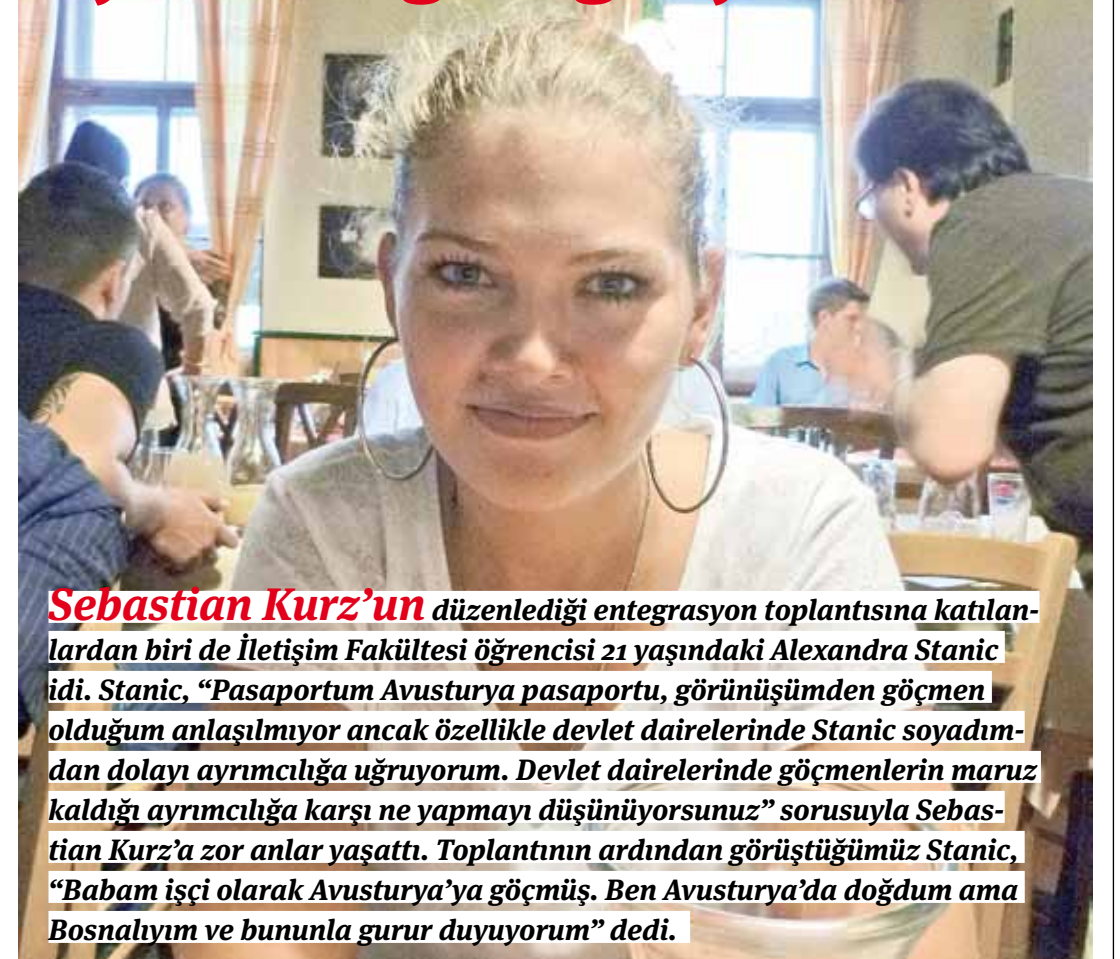 Sebastian Kurz’un düzenlediği entegrasyon toplantısına katılan-
lardan biri de İletişim Fakültesi öğrencisi 21 yaşındaki Alexandra Stanic
idi. Stanic, “Pasaportum Avusturya pasaportu, görünüşümden göçmen
olduğum anlaşılmıyor ancak özellikle devlet dairelerinde Stanic soyadım-
dan dolayı ayrımcılığa uğruyorum. Devlet dairelerinde göçmenlerin maruz
kaldığı ayrımcılığa karşı ne yapmayı düşünüyorsunuz” sorusuyla Sebas-
tian Kurz’a zor anlar yaşattı. Toplantının ardından görüştüğümüz Stanic,
“Babam işçi olarak Avusturya’ya göçmüş. Ben Avusturya’da doğdum ama
Bosnalıyım ve bununla gurur duyuyorum” dedi.